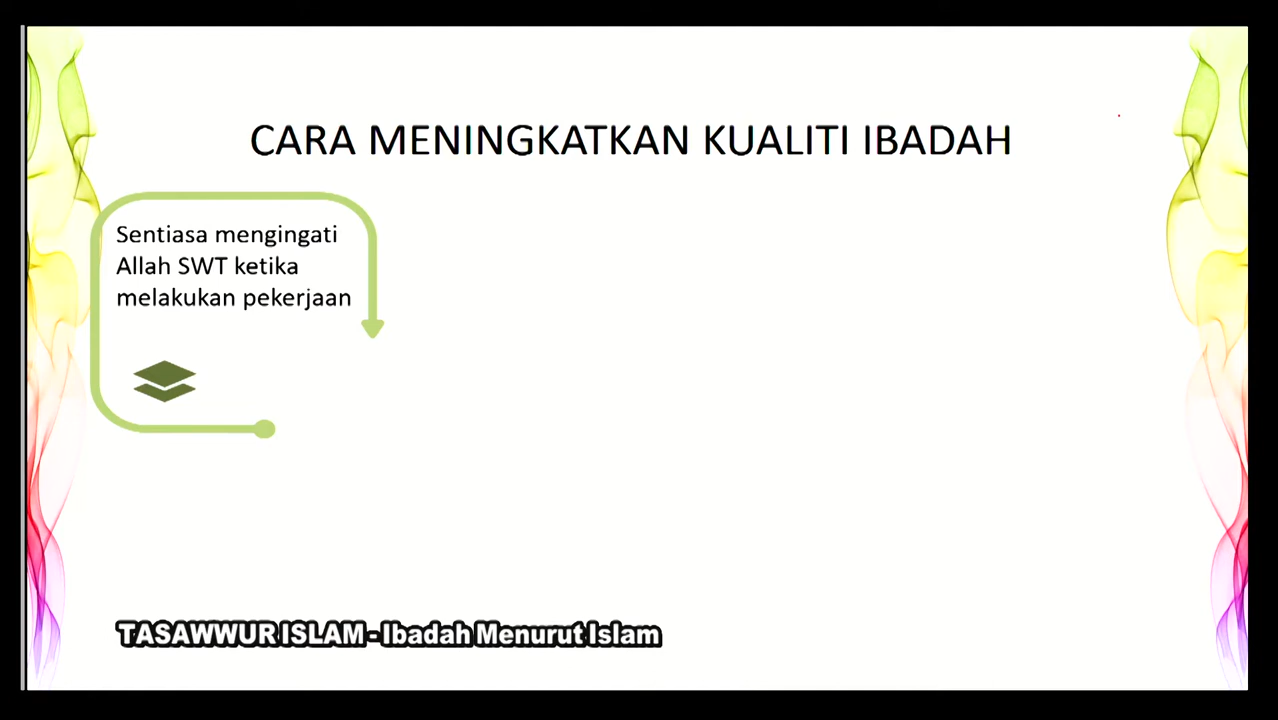 CARA MENINGKATKAN KUALITI IBADAH
Sentiasa mengingati
Allah SWT ketika
melakukan pekerjaan
TASAWWUR ISLAM - Ibadah Menurut Islam